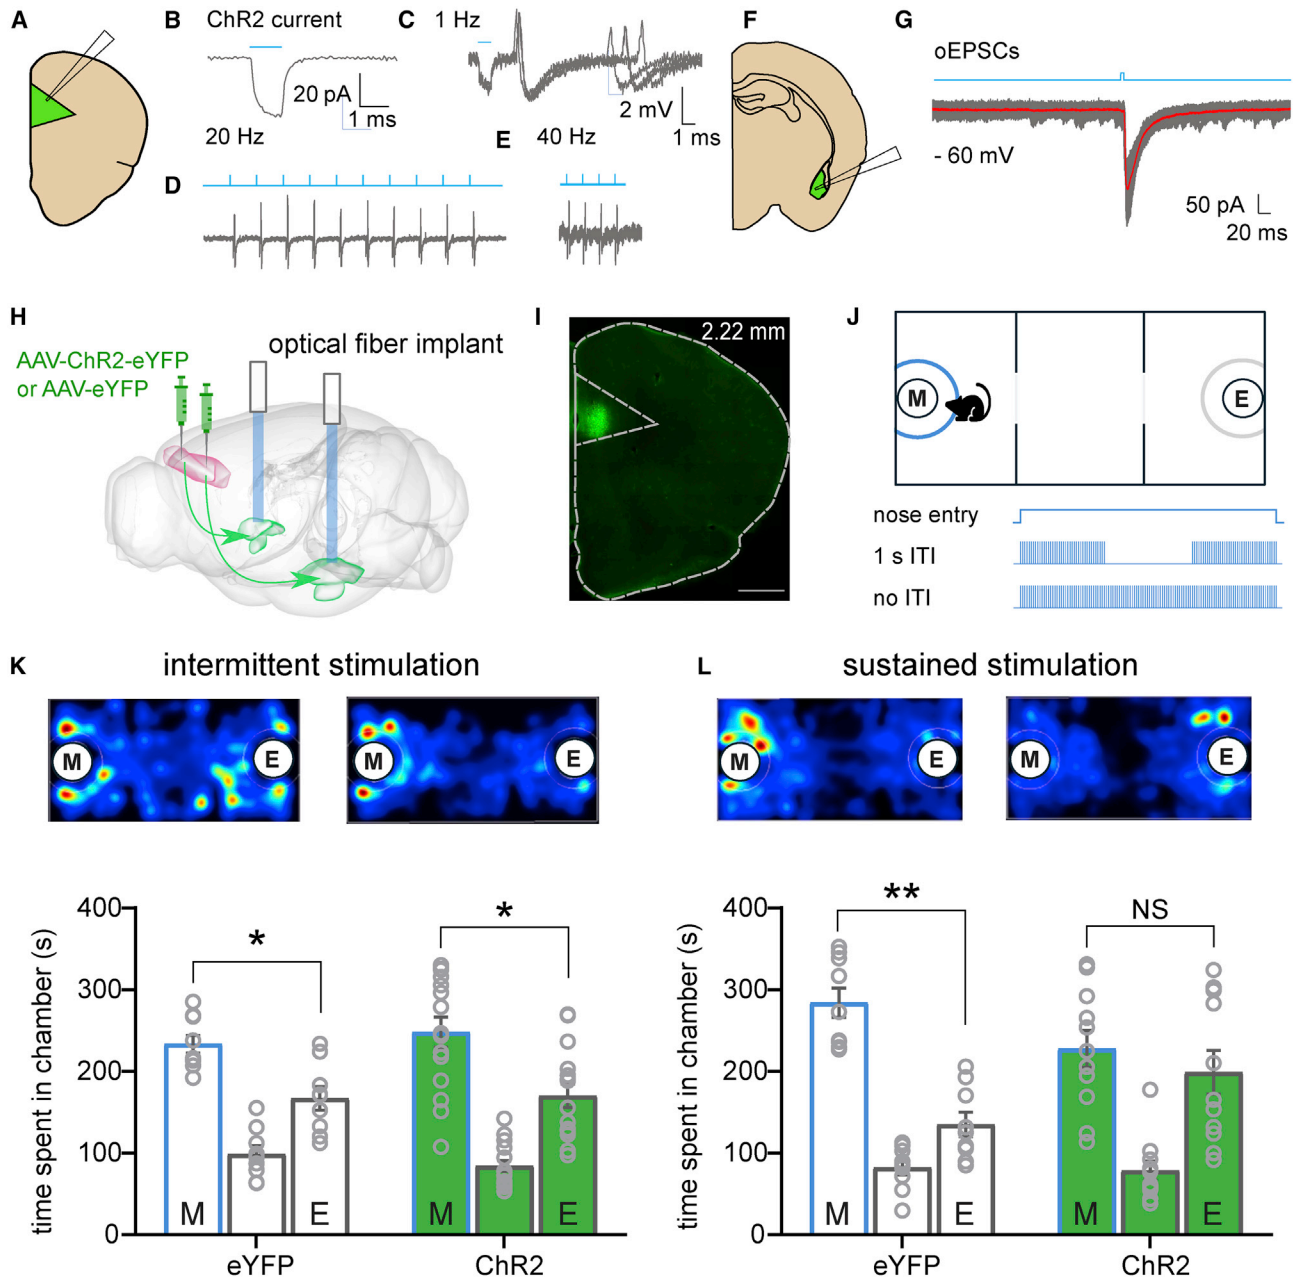 A
B
ChR2 current
20 pA
1 ms
C
1 Hz
2 mV
1 ms
20 Hz
D
E
40 Hz
F
G
oEPSCs
- 60 mV
50 pA
20 ms
H
AAV-ChR2-eYFP
or AAV-eYFP
optical fiber implant
I
2.22 mm
J
M
E
nose entry
1 s ITI
no ITI
K
intermittent stimulation
M
E
M
E
L
sustained stimulation
M
E
M
E
time spent in chamber (s)
400
300
200
100
0
*
*
M
E
M
E
eYFP
ChR2
time spent in chamber (s)
400
300
200
100
0
**
NS
M
E
M
E
eYFP
ChR2